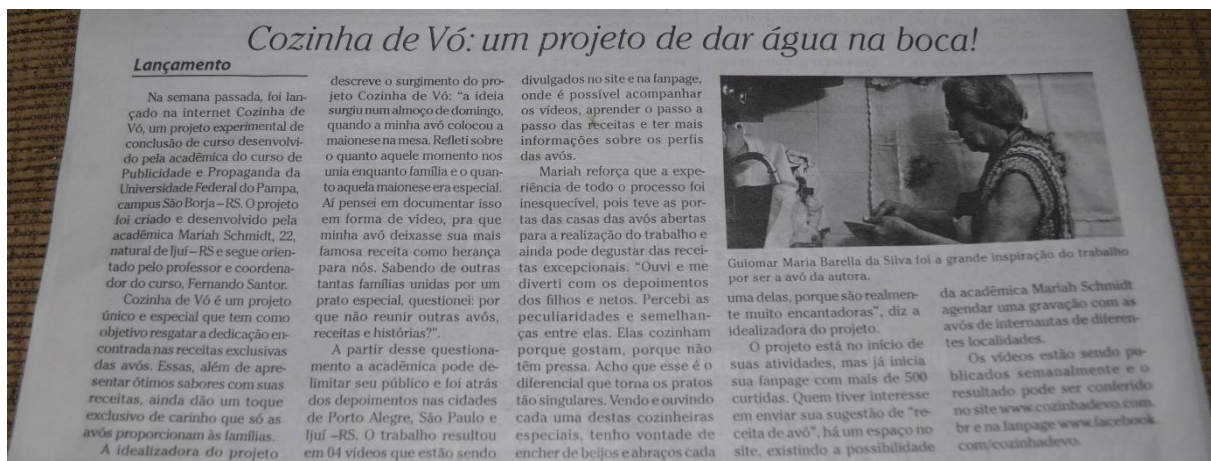 Cozinha de Vó: um projeto de dar água na boca!
Lançamento
Na semana passada, foi lan-
çado na internet Cozinha de
Vó, um projeto experimental de
conclusão de curso desenvolvi-
do pela acadêmica do curso de
Publicidade e Propaganda da
Universidade Federal do Pampa,
campus São Borja – RS. O projeto
foi criado e desenvolvido pela
acadêmica Mariah Schmidt, 22,
natural de Ijuí – RS e segue orien-
tado pelo professor e coordena-
dor do curso, Fernando Santor.
Cozinha de Vó é um projeto
único e especial que tem como
objetivo resgatar a dedicação en-
contrada nas receitas exclusivas
das avós. Essas, além de apre-
sentar ótimos sabores com suas
receitas, ainda dão um toque
exclusivo de carinho que só as
avós proporcionam às famílias.
A idealizadora do projeto
descreve o surgimento do pro-
jeto Cozinha de Vó: "a ideia
surgiu num almoço de domingo,
quando a minha avó colocou a
maionese na mesa. Refleti sobre
o quanto aquele momento nos
unia enquanto família e o quan-
to aquela maionese era especial.
Aí pensei em documentar isso
em forma de vídeo, pra que
minha avó deixasse sua mais
famosa receita como herança
para nós. Sabendo de outras
tantas famílias unidas por um
prato especial, questionei: por
que não reunir outras avós,
receitas e histórias?".
A partir desse questiona-
mento a acadêmica pode de-
limitar seu público e foi atrás
dos depoimentos nas cidades
de Porto Alegre, São Paulo e
Ijuí –RS. O trabalho resultou
em 04 vídeos que estão sendo
divulgados no site e na fanpage,
onde é possível acompanhar
os vídeos, aprender o passo a
passo das receitas e ter mais
informações sobre os perfis
das avós.
Mariah reforça que a expe-
riência de todo o processo foi
inesquecível, pois teve as por-
tas das casas das avós abertas
para a realização do trabalho e
ainda pode degustar das recei-
tas excepcionais. "Ouvi e me
diverti com os depoimentos
dos filhos e netos. Percebi as
peculiaridades e semelhan-
ças entre elas. Elas cozinham
porque gostam, porque não
têm pressa. Acho que esse é o
diferencial que torna os pratos
tão singulares. Vendo e ouvindo
cada uma destas cozinheiras
especiais, tenho vontade de
encher de beijos e abraços cada
Guiomar Maria Barella da Silva foi a grande inspiração do trabalho
por ser a avó da autora.
uma delas, porque são realmen-
te muito encantadoras", diz a
idealizadora do projeto.
O projeto está no início de
suas atividades, mas já inicia
sua fanpage com mais de 500
curtidas. Quem tiver interesse
em enviar sua sugestão de "re-
ceita de avó", há um espaço no
site, existindo a possibilidade
da acadêmica Mariah Schmidt
agendar uma gravação com as
avós de internautas de diferen-
tes localidades.
Os vídeos estão sendo pu-
blicados semanalmente e o
resultado pode ser conferido
no site www.cozinhadevo.com.
br e na fanpage www.facebook.
com/cozinhadevo.